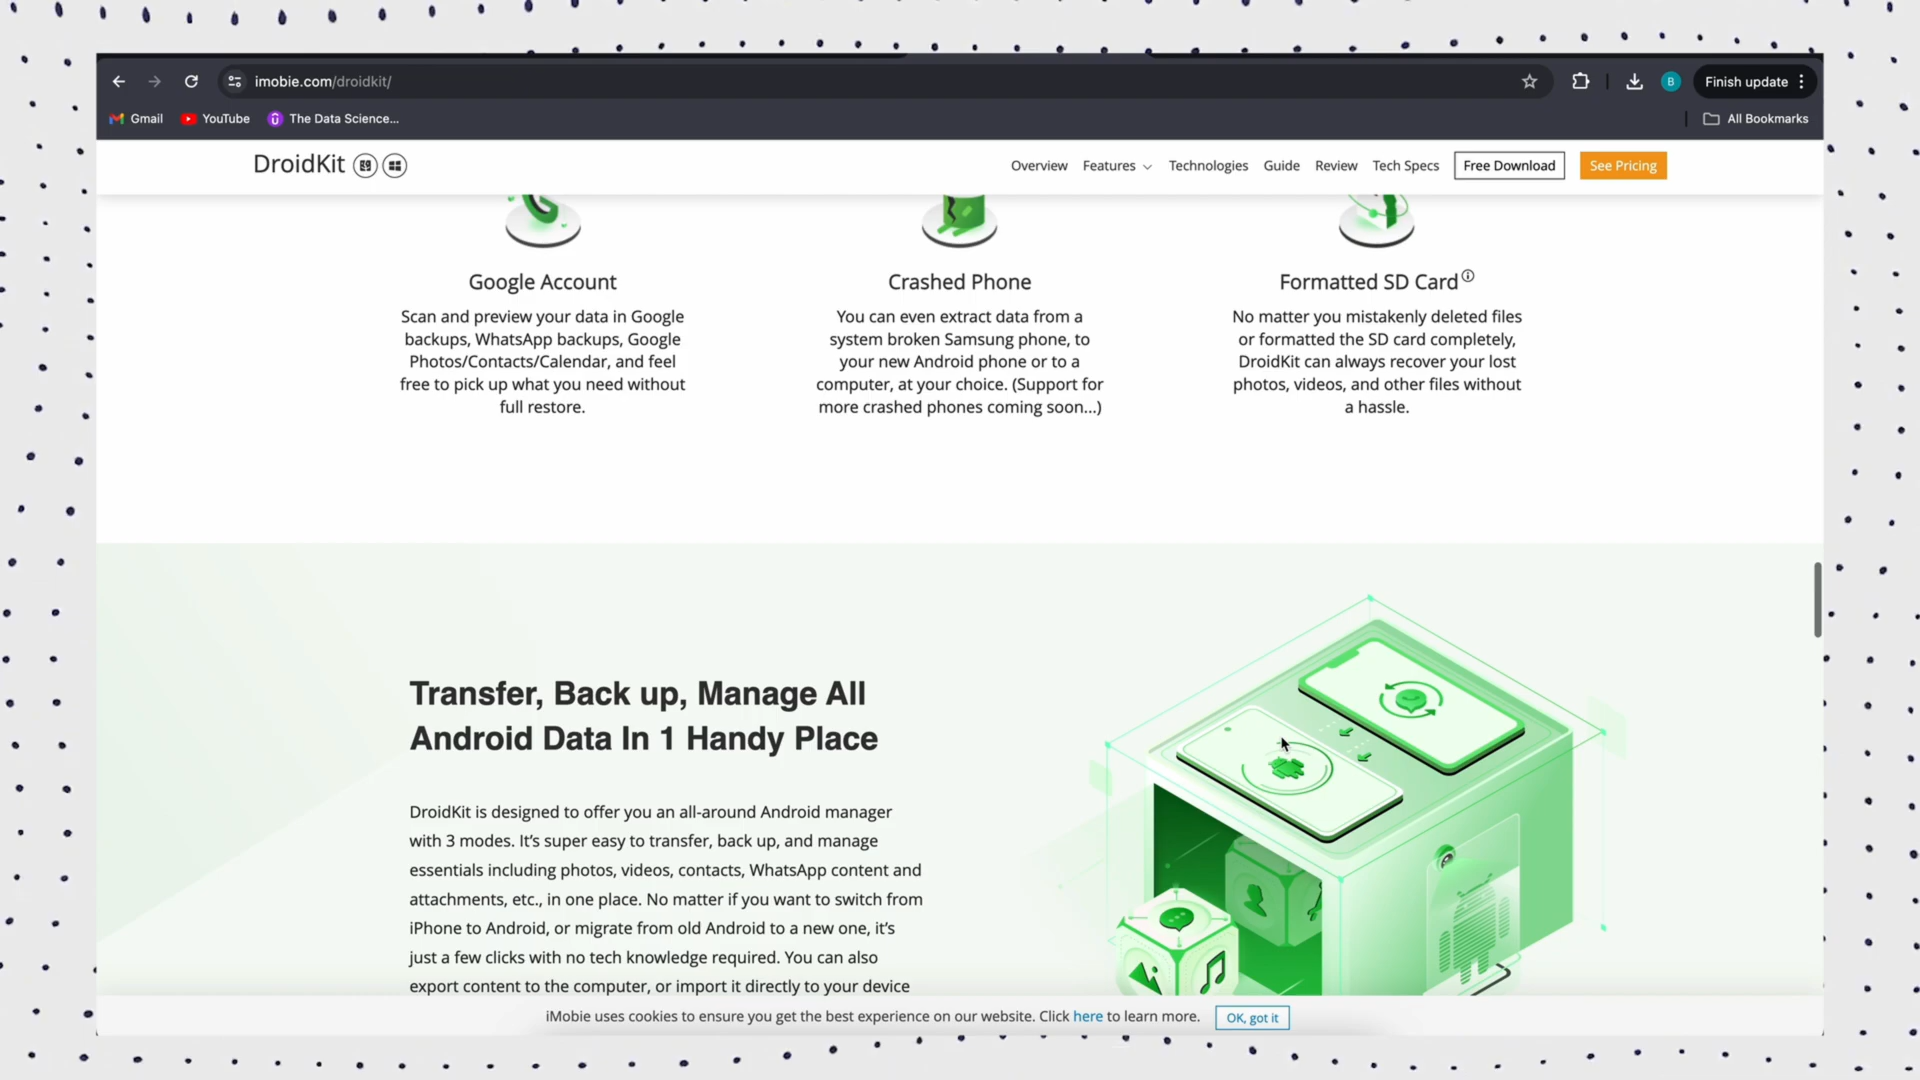 imobie.com/droidkit/
Finish update
B
Gmail
YouTube
The Data Science...
All Bookmarks
DroidKit
Overview
Features
Technologies
Guide
Review
Tech Specs
Free Download
See Pricing
Google Account
Scan and preview your data in Google
backups, WhatsApp backups, Google
Photos/Contacts/Calendar, and feel
free to pick up what you need without
full restore.
Crashed Phone
You can even extract data from a
system broken Samsung phone, to
your new Android phone or to a
computer, at your choice. (Support for
more crashed phones coming soon...)
Formatted SD Card
No matter you mistakenly deleted files
or formatted the SD card completely,
DroidKit can always recover your lost
photos, videos, and other files without
a hassle.
Transfer, Back up, Manage All
Android Data In 1 Handy Place
DroidKit is designed to offer you an all-around Android manager
with 3 modes. It's super easy to transfer, back up, and manage
essentials including photos, videos, contacts, WhatsApp content and
attachments, etc., in one place. No matter if you want to switch from
iPhone to Android, or migrate from old Android to a new one, it's
just a few clicks with no tech knowledge required. You can also
export content to the computer, or import it directly to your device
iMobie uses cookies to ensure you get the best experience on our website. Click here to learn more.
OK, got it